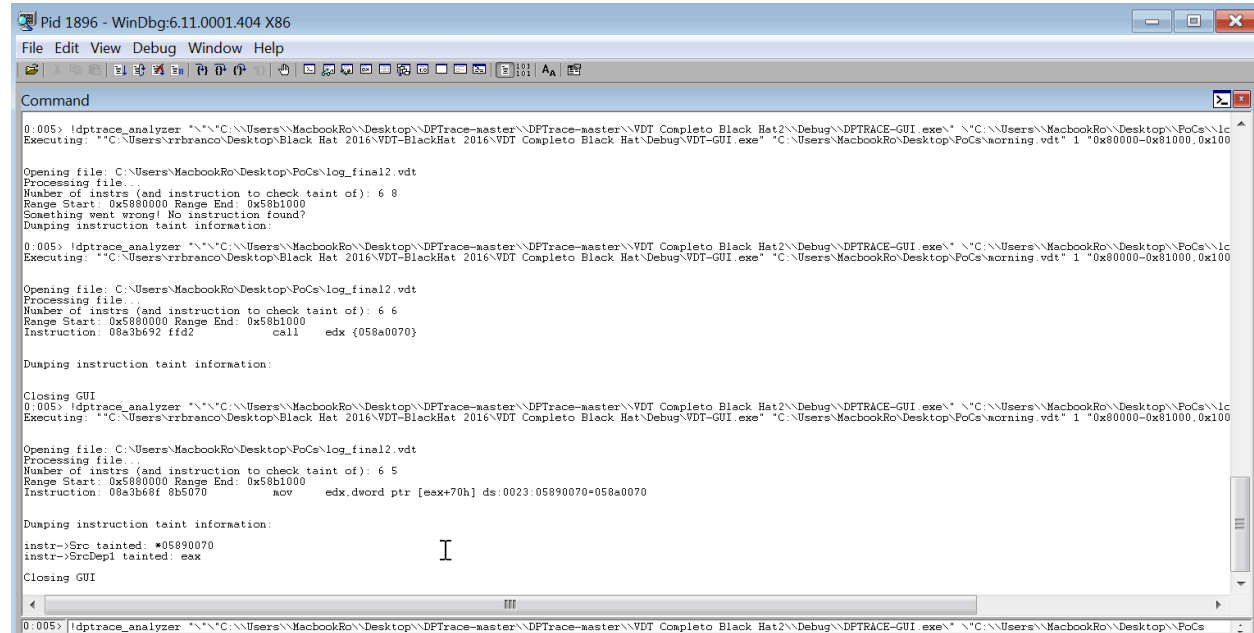 Pid 1896 - WinDbg:6.11.0001.404 X86
File Edit View Debug Window Help
Command
0:005> !dptrace_analyzer "\"\"C:\\Users\\MacbookRo\\Desktop\\DPTrace-master\\DPTrace-master\\VDT Completo Black Hat2\\Debug\\DPTRACE-GUI.exe\" \"C:\\Users\\MacbookRo\\Desktop\\PoCs\\lc
Executing: ""C:\Users\rrbranco\Desktop\Black Hat 2016\VDT-BlackHat 2016\VDT Completo Black Hat\Debug\VDT-GUI.exe" "C:\Users\MacbookRo\Desktop\PoCs\morning.vdt" 1 "0x80000-0x81000,0x100
Opening file: C:\Users\MacbookRo\Desktop\PoCs\log_final2.vdt
Processing file...
Number of instrs (and instruction to check taint of): 6 8
Range Start: 0x5880000 Range End: 0x58b1000
Something went wrong! No instruction found?
Dumping instruction taint information:
0:005> !dptrace_analyzer "\"\"C:\\Users\\MacbookRo\\Desktop\\DPTrace-master\\DPTrace-master\\VDT Completo Black Hat2\\Debug\\DPTRACE-GUI.exe\" \"C:\\Users\\MacbookRo\\Desktop\\PoCs\\lc
Executing: ""C:\Users\rrbranco\Desktop\Black Hat 2016\VDT-BlackHat 2016\VDT Completo Black Hat\Debug\VDT-GUI.exe" "C:\Users\MacbookRo\Desktop\PoCs\morning.vdt" 1 "0x80000-0x81000,0x100
Opening file: C:\Users\MacbookRo\Desktop\PoCs\log_final2.vdt
Processing file...
Number of instrs (and instruction to check taint of): 6 6
Range Start: 0x5880000 Range End: 0x58b1000
Instruction: 08a3b692 ffd2 call edx {058a0070}
Dumping instruction taint information:
Closing GUI
0:005> !dptrace_analyzer "\"\"C:\\Users\\MacbookRo\\Desktop\\DPTrace-master\\DPTrace-master\\VDT Completo Black Hat2\\Debug\\DPTRACE-GUI.exe\" \"C:\\Users\\MacbookRo\\Desktop\\PoCs\\lc
Executing: ""C:\Users\rrbranco\Desktop\Black Hat 2016\VDT-BlackHat 2016\VDT Completo Black Hat\Debug\VDT-GUI.exe" "C:\Users\MacbookRo\Desktop\PoCs\morning.vdt" 1 "0x80000-0x81000,0x100
Opening file: C:\Users\MacbookRo\Desktop\PoCs\log_final2.vdt
Processing file...
Number of instrs (and instruction to check taint of): 6 5
Range Start: 0x5880000 Range End: 0x58b1000
Instruction: 08a3b68f 8b5070 mov edx,dword ptr [eax+70h] ds:0023:05890070=058a0070
Dumping instruction taint information:
instr->Src tainted: *05890070
instr->SrcDep1 tainted: eax
Closing GUI
0:005> !dptrace_analyzer "\"\"C:\\Users\\MacbookRo\\Desktop\\DPTrace-master\\DPTrace-master\\VDT Completo Black Hat2\\Debug\\DPTRACE-GUI.exe\" \"C:\\Users\\MacbookRo\\Desktop\\PoCs